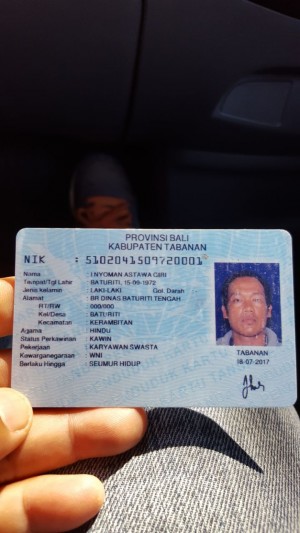 PROVINSI BALI
KABUPATEN TABANAN
NIK : 5102041509720001
Nama : I NYOMAN ASTAWA GIRI
Tempat/Tgl Lahir : BATURITI, 15-09-1972
Jenis kelamin : LAKI-LAKI Gol. Darah
Alamat : BR DINAS BATURITI TENGAH
RT/RW : 000/000
Kel/Desa : BATURITI
Kecamatan : KERAMBITAN
Agama : HINDU
Status Perkawinan : KAWIN
Pekerjaan : KARYAWAN SWASTA
Kewarganegaraan : WNI
Berlaku Hingga : SEUMUR HIDUP
TABANAN
18-07-2017